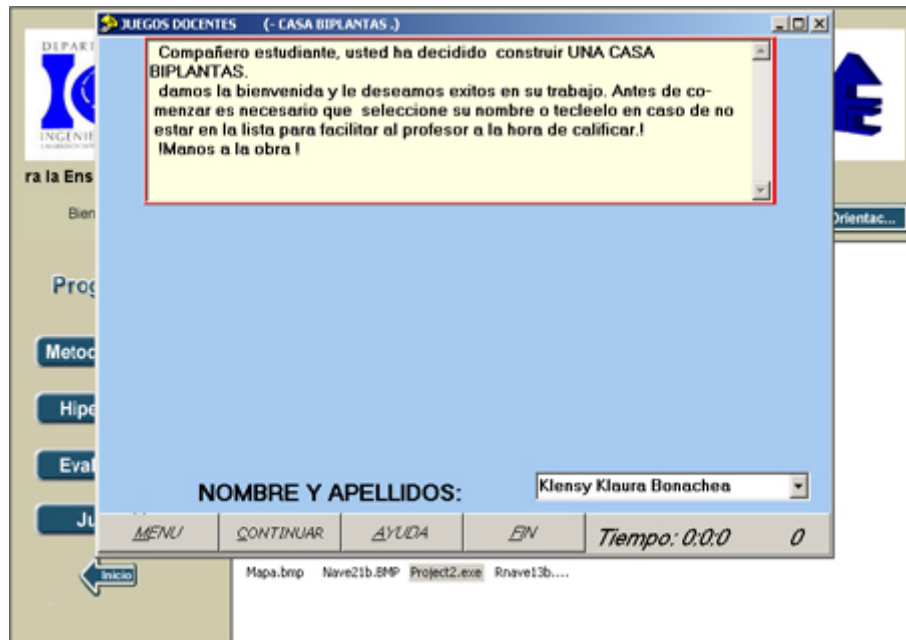 JUEGOS DOCENTES (- CASA BIPLANTAS .)
Compañero estudiante, usted ha decidido construir UNA CASA
BIPLANTAS.
damos la bienvenida y le deseamos exitos en su trabajo. Antes de co-
menzar es necesario que seleccione su nombre o tecleelo en caso de no
estar en la lista para facilitar al profesor a la hora de calificar.!
!Manos a la obra !
DEPART
INGENIE
ra la Ens
Bien
Orientac...
Prog
Metod
Hipe
Eval
Ju
Inicio
NOMBRE Y APELLIDOS:
Klensy Klaura Bonachea
MENU CONTINUAR AYUDA FIN Tiempo: 0:0:0 0
Mapa.bmp Nave21b.BMP Project2.exe Rnave13b....